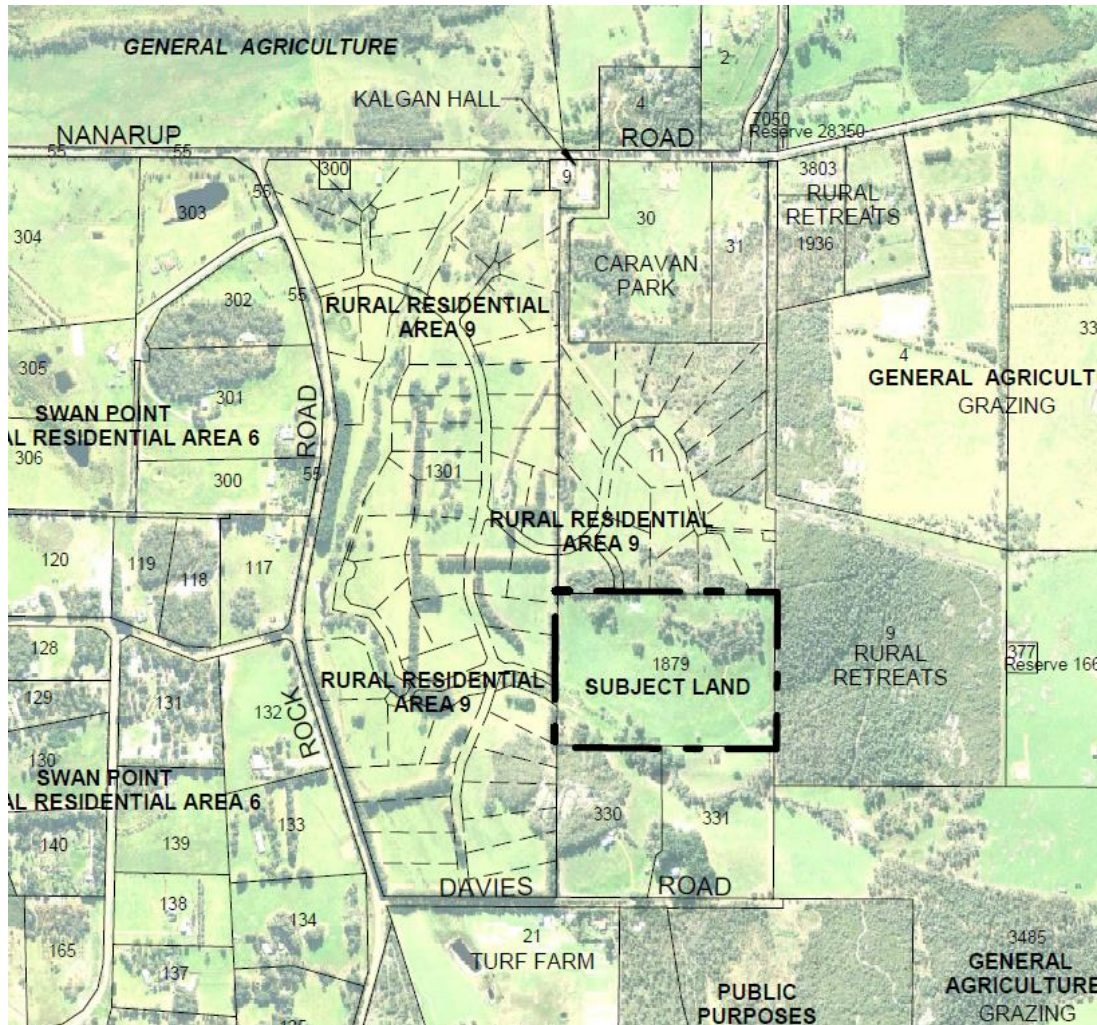 GENERAL AGRICULTURE
2
KALGAN HALL
4
7050
Reserve 28350
NANARUP
ROAD
55
55
300
9
3803
RURAL
RETREATS
1
1936
55
303
304
30
31
CARAVAN
PARK
302
55
RURAL RESIDENTIAL
AREA 9
305
4
33
GENERAL AGRICULT
GRAZING
301
SWAN POINT
AL RESIDENTIAL AREA 6
ROAD
306
300
55
1301
11
RURAL RESIDENTIAL
AREA 9
120
119
118
117
128
129
131
130
132
ROCK
RURAL RESIDENTIAL
AREA 9
1879
SUBJECT LAND
9
RURAL
RETREATS
377
Reserve 166
SWAN POINT
AL RESIDENTIAL AREA 6
140
139
133
330
331
DAVIES
ROAD
138
134
165
137
135
21
TURF FARM
PUBLIC
PURPOSES
3485
GENERAL
AGRICULTURE
GRAZING